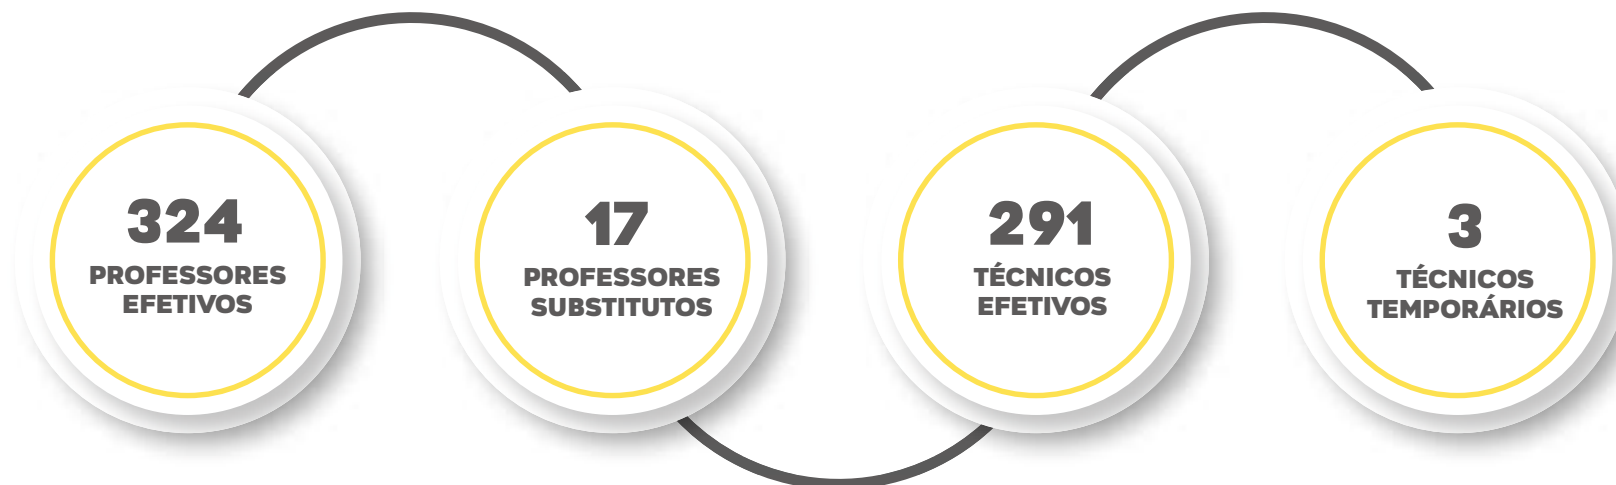 324
PROFESSORES
EFETIVOS
17
PROFESSORES
SUBSTITUTOS
291
TÉCNICOS
EFETIVOS
3
TÉCNICOS
TEMPORÁRIOS